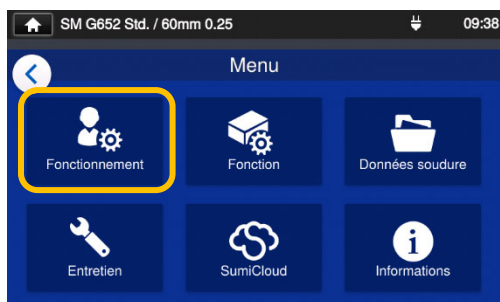 SM G652 Std. / 60mm 0.25 09:38
Menu
Fonctionnement Fonction Données soudure
Entretien SumiCloud Informations